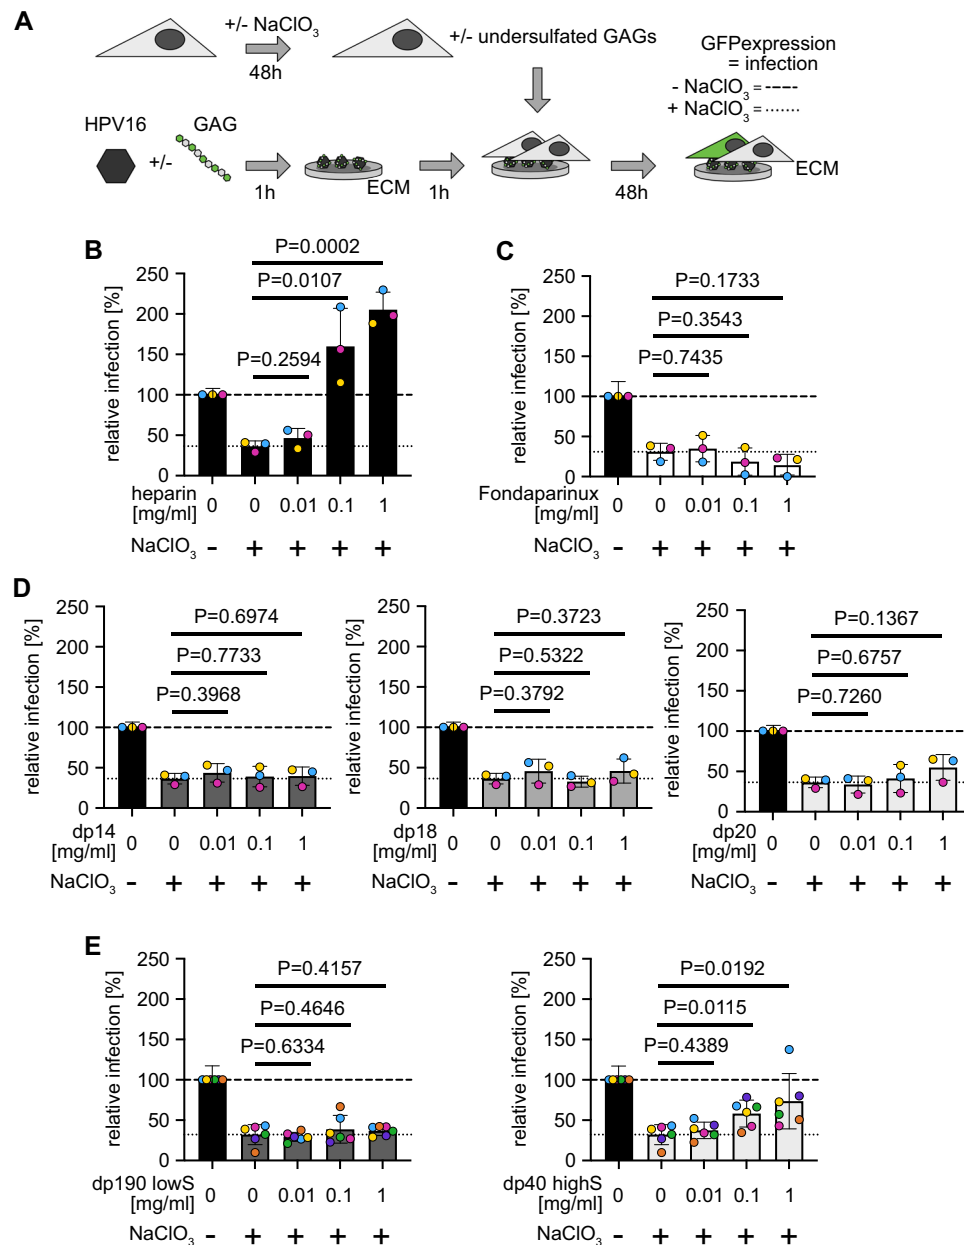 A
+/- NaClO3
48h
+/- undersulfated GAGs
GFPexpression
= infection
- NaClO3 =
+ NaClO3 =
HPV16
+/-
GAG
1h
ECM
1h
48h
ECM
B
P=0.0002
P=0.0107
P=0.2594
relative infection [%]
250
200
150
100
50
0
heparin
[mg/ml]
0 0 0.01 0.1 1
NaClO3 - + + + +
C
P=0.1733
P=0.3543
P=0.7435
relative infection [%]
250
200
150
100
50
0
Fondaparinux
[mg/ml]
0 0 0.01 0.1 1
NaClO3 - + + + +
D
P=0.6974
P=0.7733
P=0.3968
relative infection [%]
250
200
150
100
50
0
dp14
[mg/ml]
0 0 0.01 0.1 1
NaClO3 - + + + +
P=0.3723
P=0.5322
P=0.3792
relative infection [%]
250
200
150
100
50
0
dp18
[mg/ml]
0 0 0.01 0.1 1
NaClO3 - + + + +
P=0.1367
P=0.6757
P=0.7260
relative infection [%]
250
200
150
100
50
0
dp20
[mg/ml]
0 0 0.01 0.1 1
NaClO3 - + + + +
E
P=0.4157
P=0.4646
P=0.6334
relative infection [%]
250
200
150
100
50
0
dp190 lowS
[mg/ml]
0 0 0.01 0.1 1
NaClO3 - + + + +
P=0.0192
P=0.0115
P=0.4389
relative infection [%]
250
200
150
100
50
0
dp40 highS
[mg/ml]
0 0 0.01 0.1 1
NaClO3 - + + + +